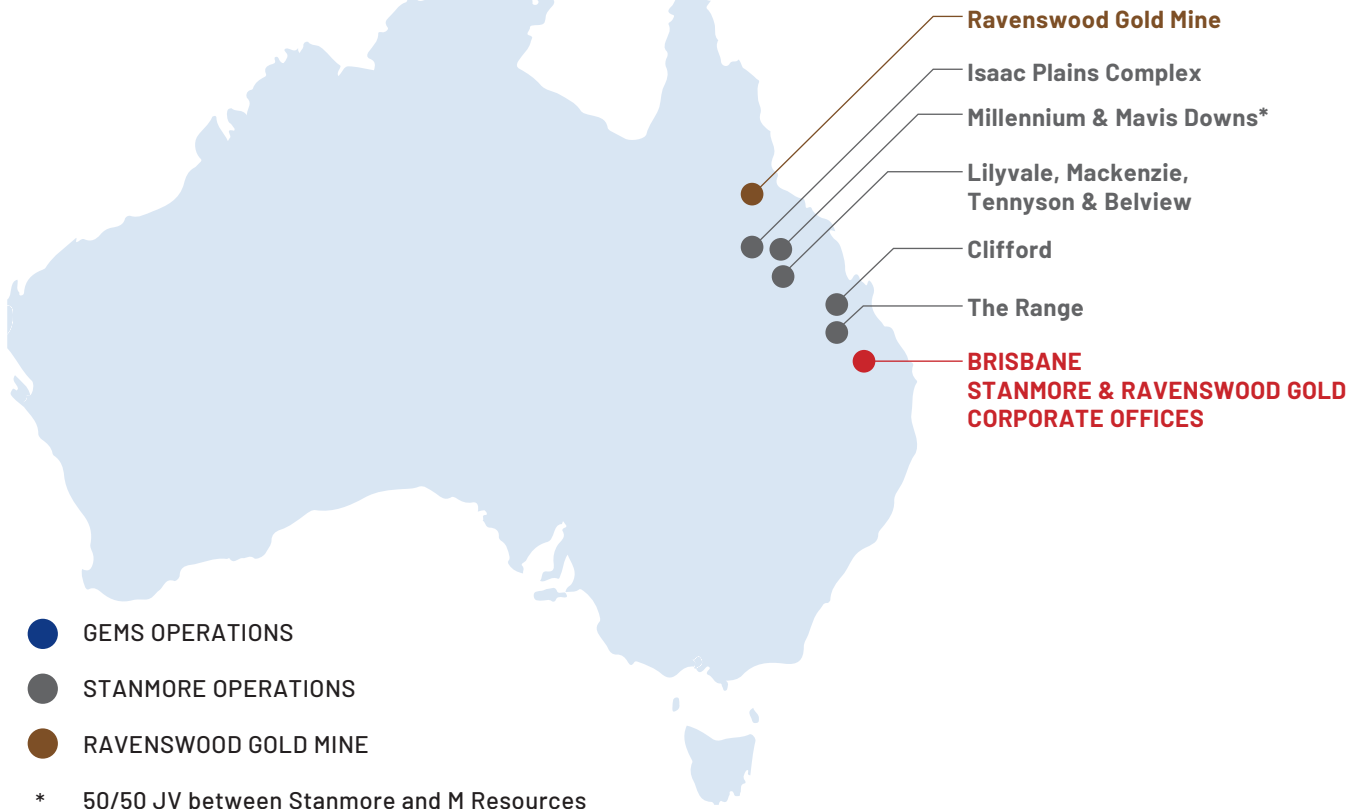 Ravenswood Gold Mine
Isaac Plains Complex
Millennium & Mavis Downs*
Lilyvale, Mackenzie,
Tennyson & Belview
Clifford
The Range
BRISBANE
STANMORE & RAVENSWOOD GOLD
CORPORATE OFFICES
GEMS OPERATIONS
STANMORE OPERATIONS
RAVENSWOOD GOLD MINE
* 50/50 JV between Stanmore and M Resources